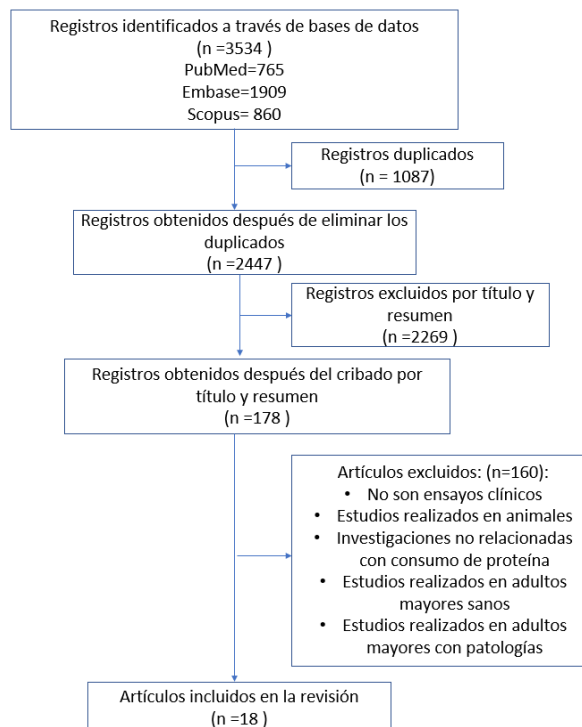 Registros identificados a través de bases de datos
(n =3534 )
PubMed=765
Embase=1909
Scopus= 860
Registros duplicados
(n = 1087)
Registros obtenidos después de eliminar los
duplicados
(n =2447 )
Registros excluidos por título y
resumen
(n =2269 )
Registros obtenidos después del cribado por
título y resumen
(n =178 )
Artículos excluidos: (n=160):
• No son ensayos clínicos
• Estudios realizados en animales
• Investigaciones no relacionadas
con consumo de proteína
• Estudios realizados en adultos
mayores sanos
• Estudios realizados en adultos
mayores con patologías
Artículos incluidos en la revisión
(n =18 )